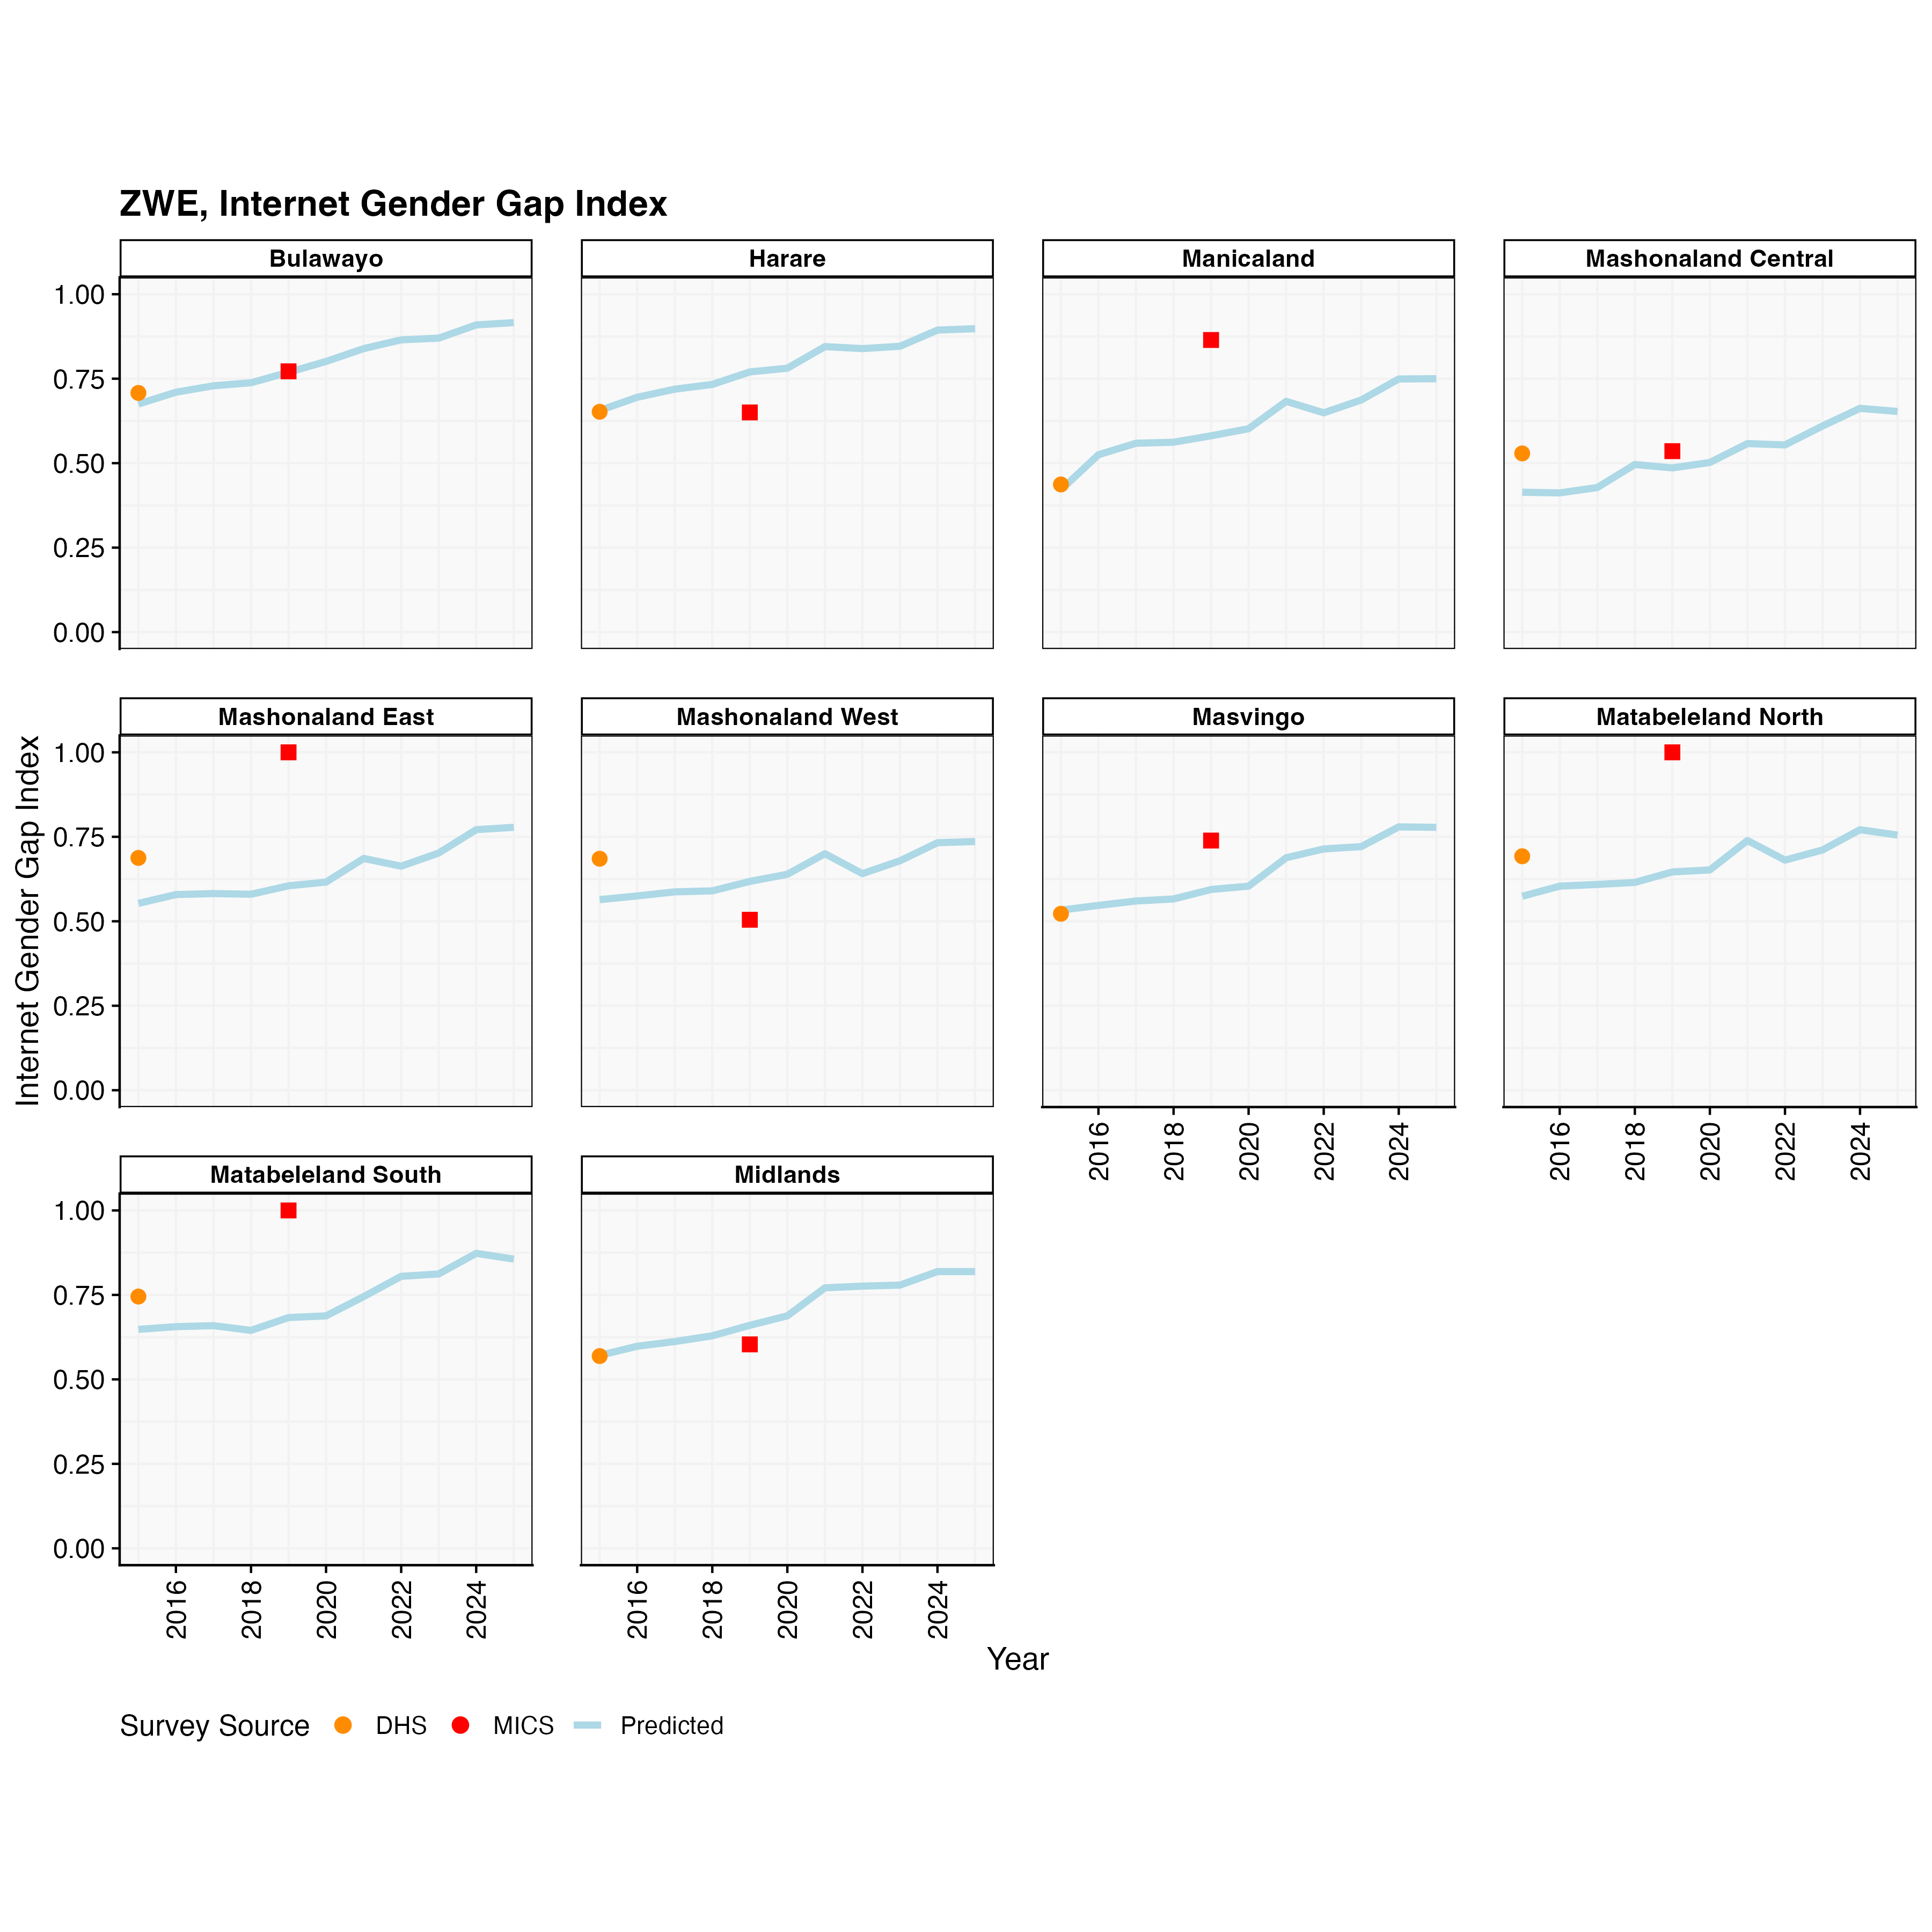 ZWE, Internet Gender Gap Index
Bulawayo Harare Manicaland Mashonaland Central
1.00
0.75
0.50
0.25
0.00
Mashonaland East Mashonaland West Masvingo Matabeleland North
1.00
0.75
0.50
0.25
0.00
2016 2018 2020 2022 2024 2016 2018 2020 2022 2024
Internet Gender Gap Index
Matabeleland South Midlands
1.00
0.75
0.50
0.25
0.00
2016 2018 2020 2022 2024 2016 2018 2020 2022 2024
Year
Survey Source DHS MICS Predicted